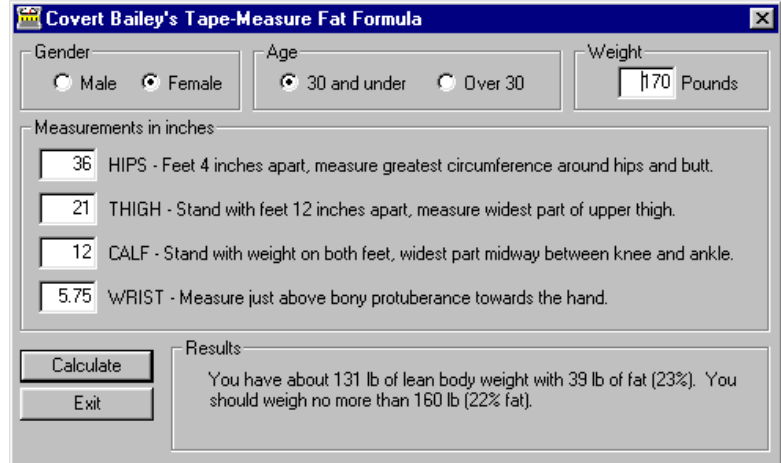 Covert Bailey's Tape-Measure Fat Formula
Gender
Male Female
Age
30 and under Over 30
Weight
170 Pounds
Measurements in inches
36 HIPS - Feet 4 inches apart, measure greatest circumference around hips and butt.
21 THIGH - Stand with feet 12 inches apart, measure widest part of upper thigh.
12 CALF - Stand with weight on both feet, widest part midway between knee and ankle.
5.75 WRIST - Measure just above bony protuberance towards the hand.
Calculate
Exit
Results
You have about 131 lb of lean body weight with 39 lb of fat (23%). You
should weigh no more than 160 lb (22% fat).